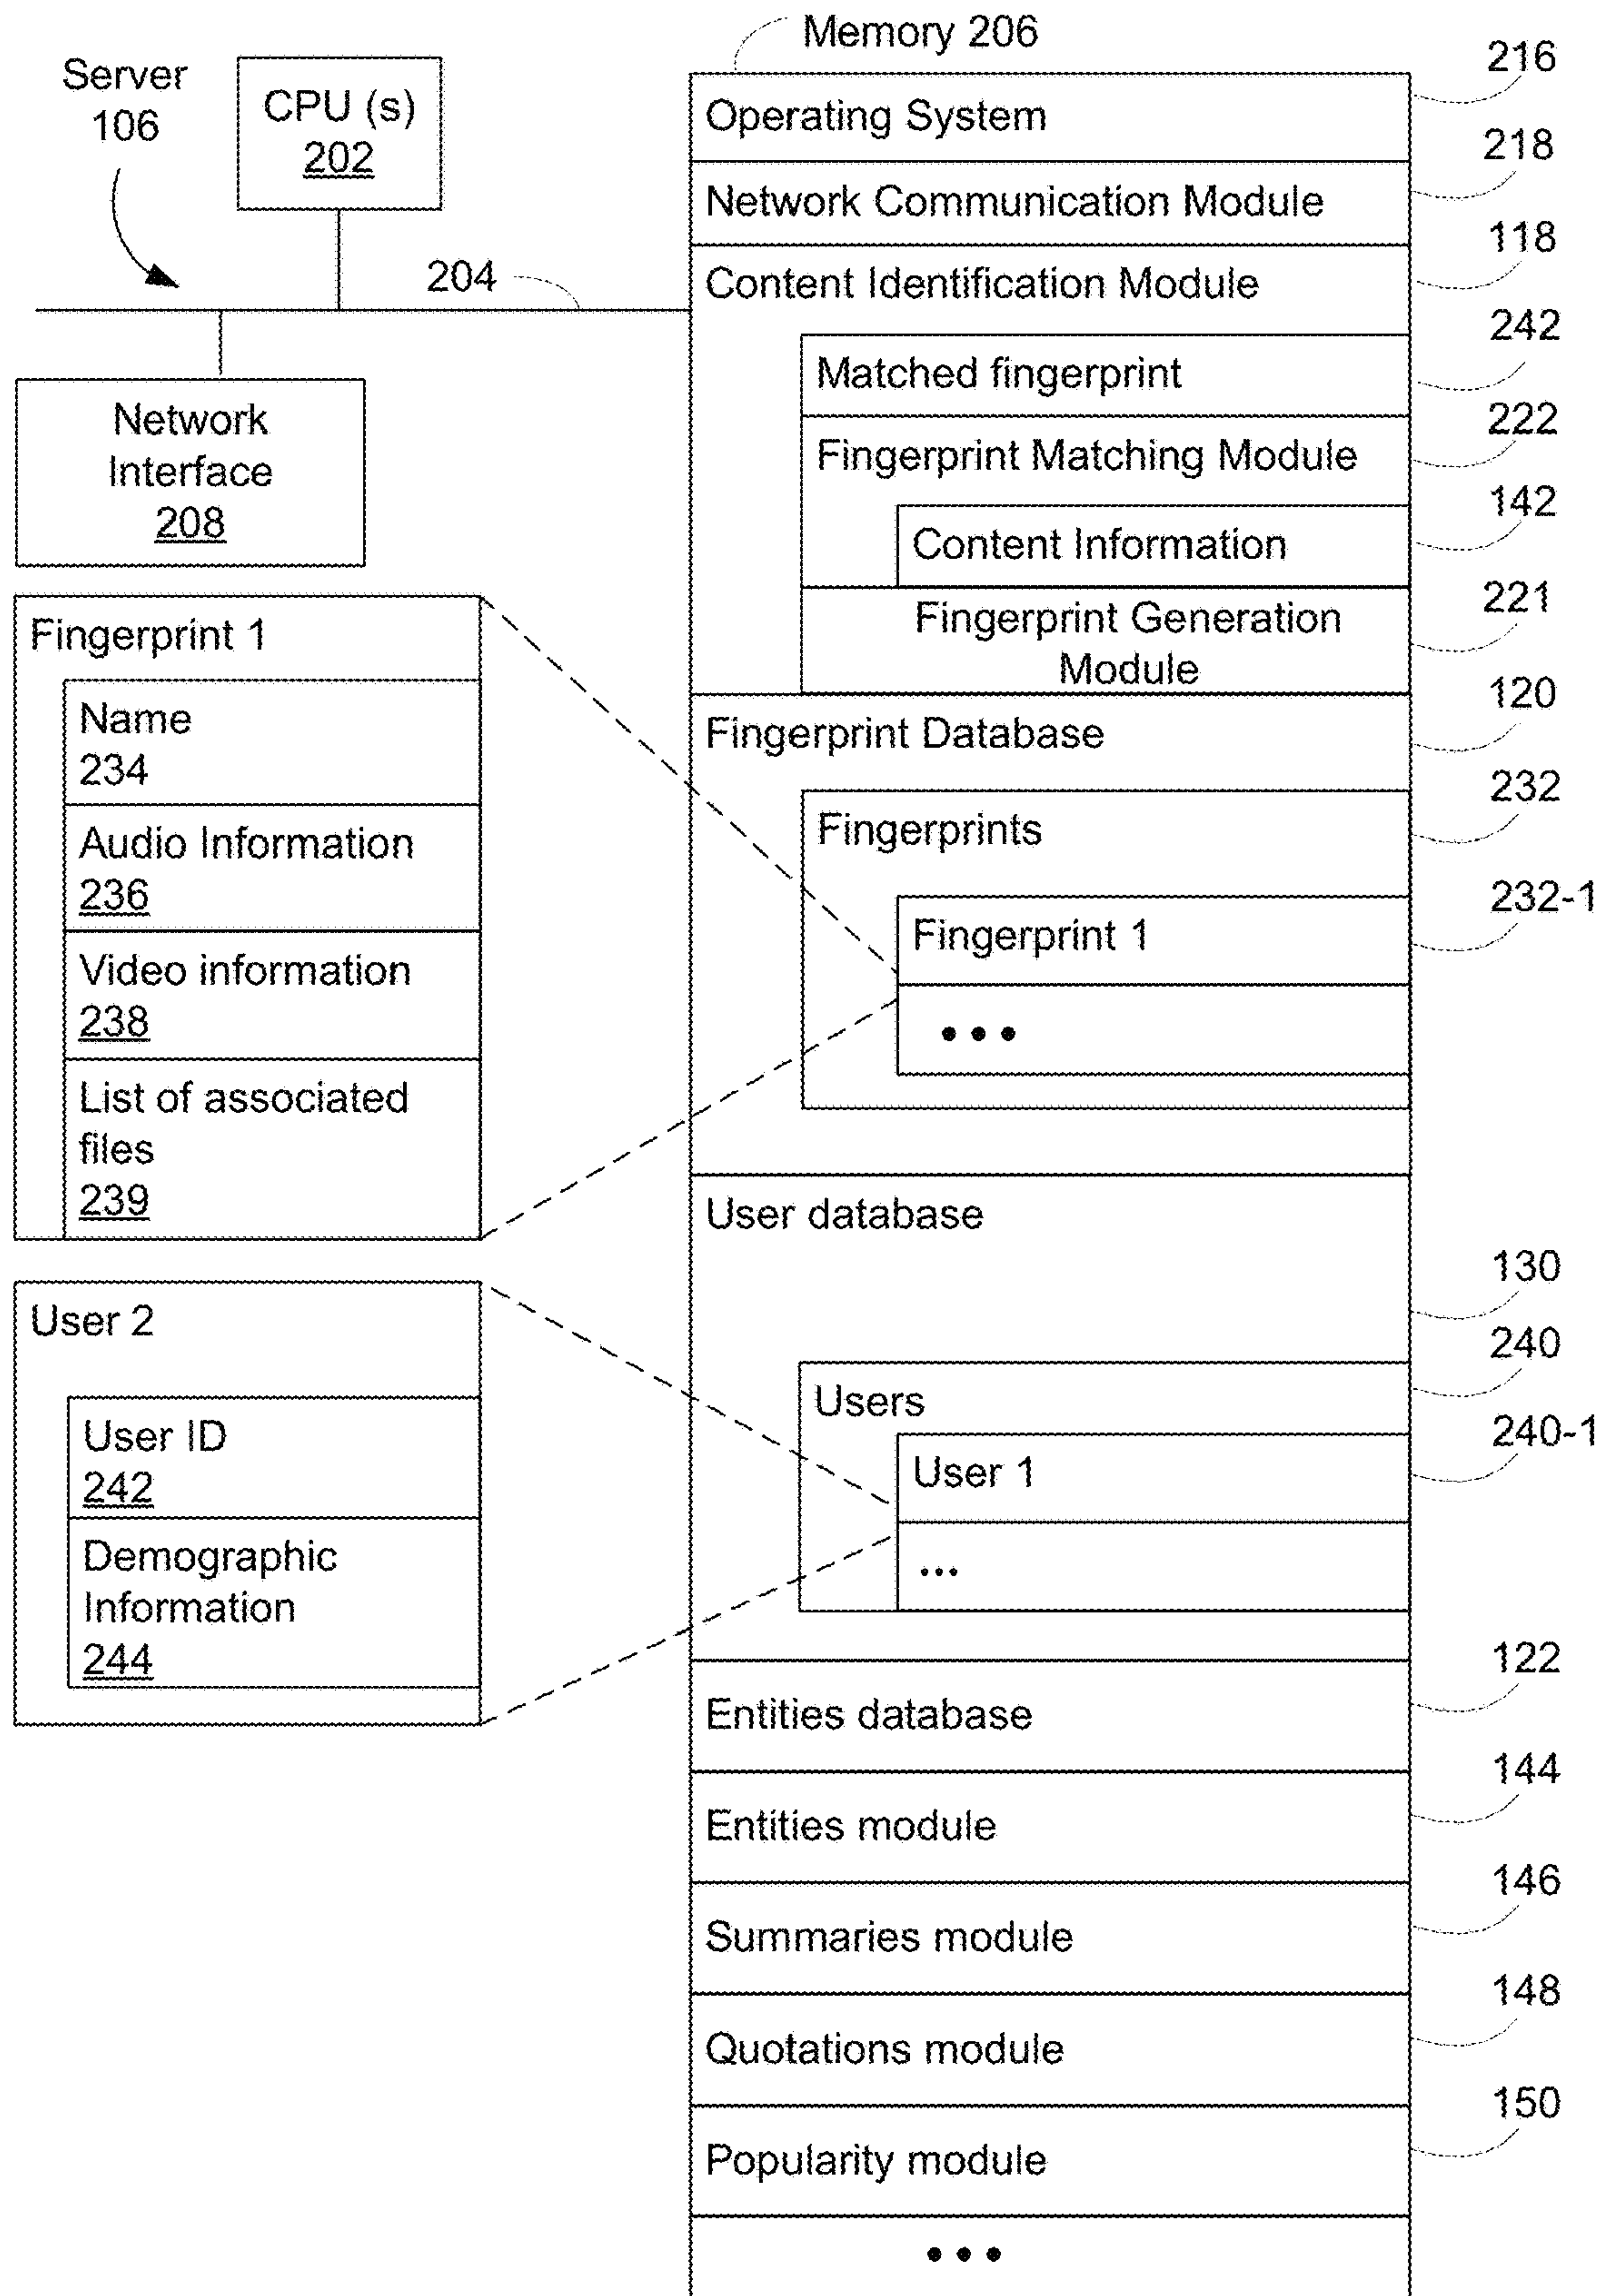 Memory 206
Server
106
CPU (s)
202
204
Network
Interface
208
Operating System
216
Network Communication Module
218
Content Identification Module
118
Matched fingerprint
242
Fingerprint Matching Module
222
Content Information
142
Fingerprint Generation
Module
221
Fingerprint Database
120
Fingerprints
232
Fingerprint 1
232-1
•••
Fingerprint 1
Name
234
Audio Information
236
Video information
238
List of associated
files
239
User database
130
Users
240
User 1
240-1
...
User 2
User ID
242
Demographic
Information
244
Entities database
122
Entities module
144
Summaries module
146
Quotations module
148
Popularity module
150
•••